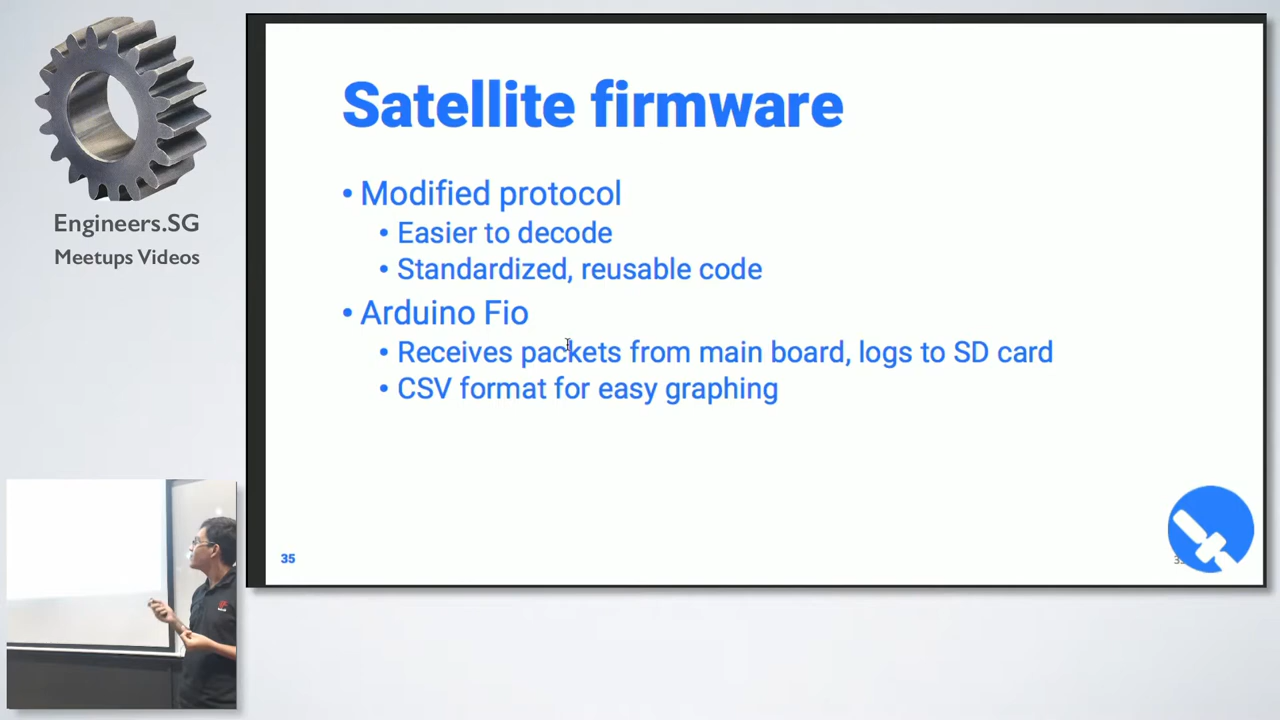 Engineers.SG
Meetups Videos
Satellite firmware
• Modified protocol
• Easier to decode
• Standardized, reusable code
• Arduino Fio
• Receives packets from main board, logs to SD card
• CSV format for easy graphing
35